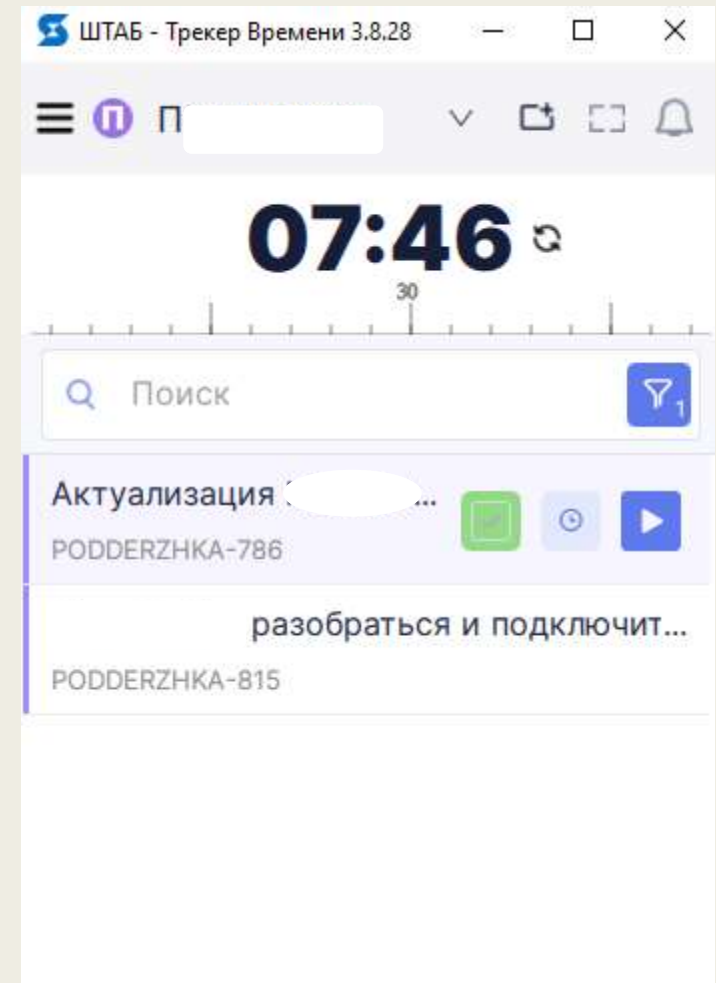 ШТАБ - Трекер Времени 3.8.28
П П
07:46
30
Поиск
1
Актуализация ...
PODDERZHKA-786
разобраться и подключит...
PODDERZHKA-815